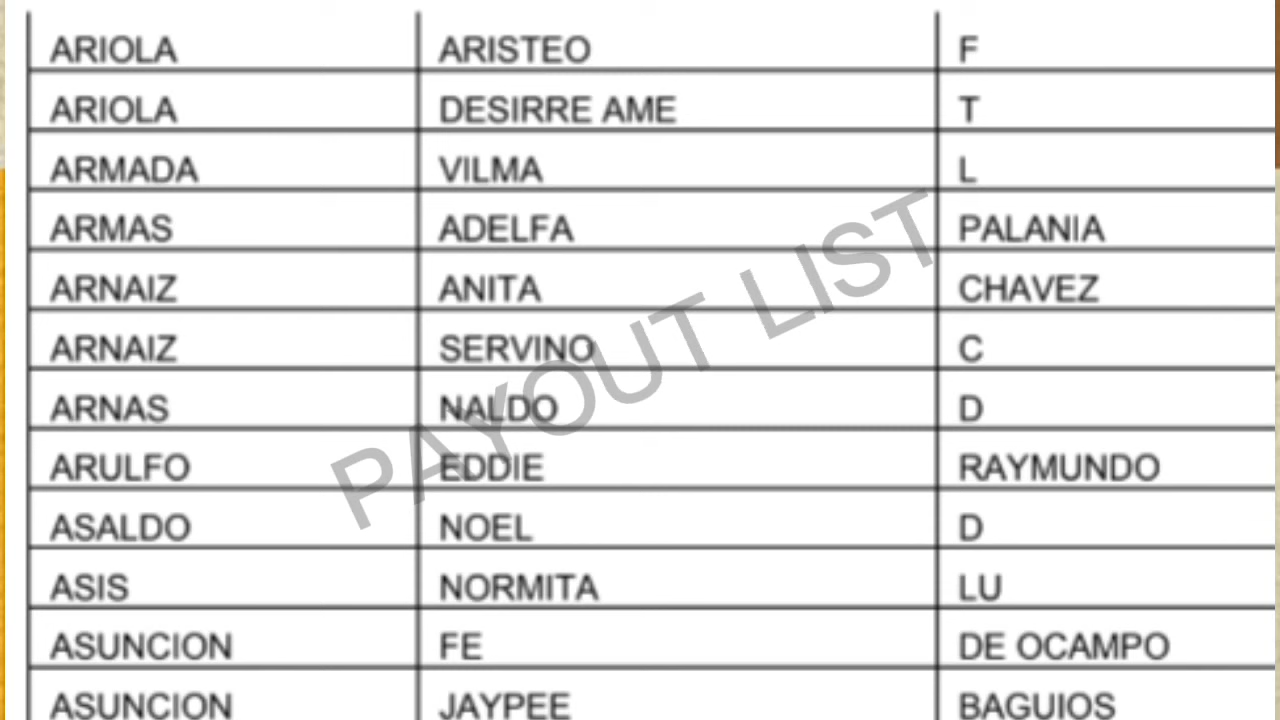 ARIOLA ARISTEO F
ARIOLA DESIRRE AME T
ARMADA VILMA L
ARMAS ADELFA PALANIA
ARNAIZ ANITA CHAVEZ
ARNAIZ SERVINO C
ARNAS NALDO D
ARULFO EDDIE RAYMUNDO
ASALDO NOEL D
ASIS NORMITA LU
ASUNCION FE DE OCAMPO
ASUNCION JAYPEE BAGUIOS
PAYOUT LIST